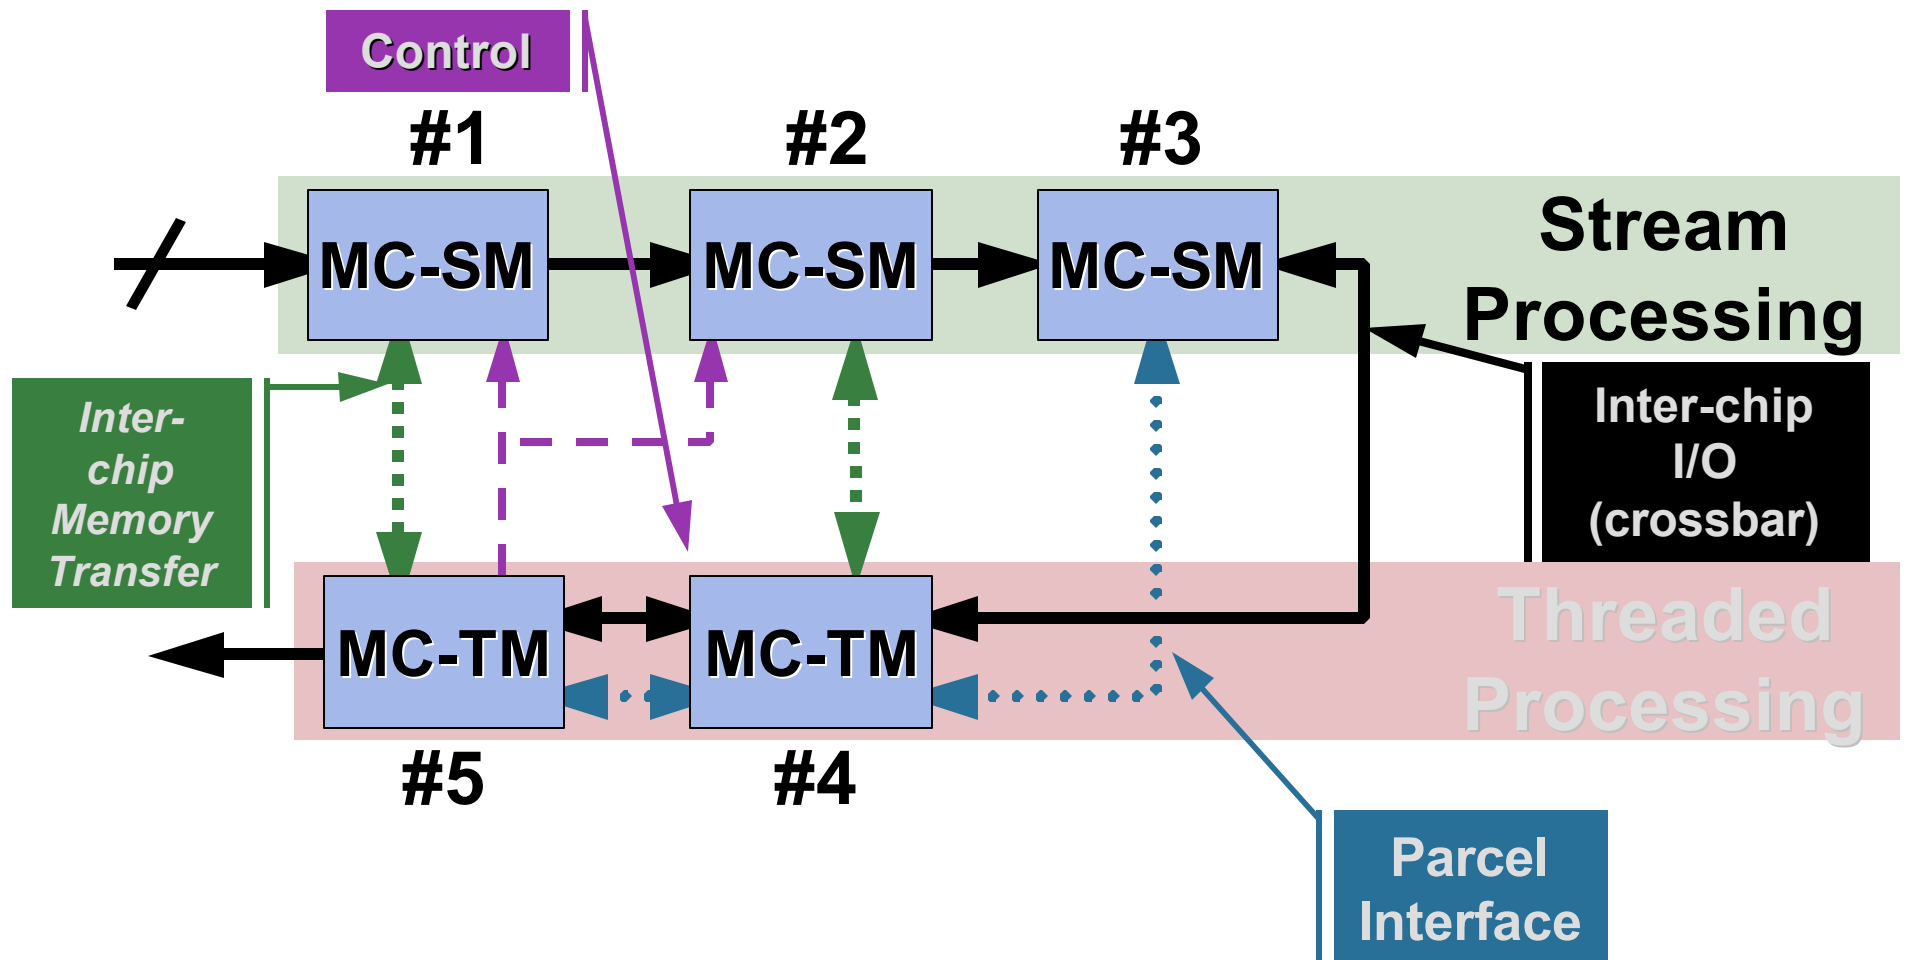 Control
#1 #2 #3
MC-SM MC-SM MC-SM
Stream
Processing
Inter-
chip
Memory
Transfer
Inter-chip
I/O
(crossbar)
MC-TM MC-TM
Threaded
Processing
#5 #4
Parcel
Interface